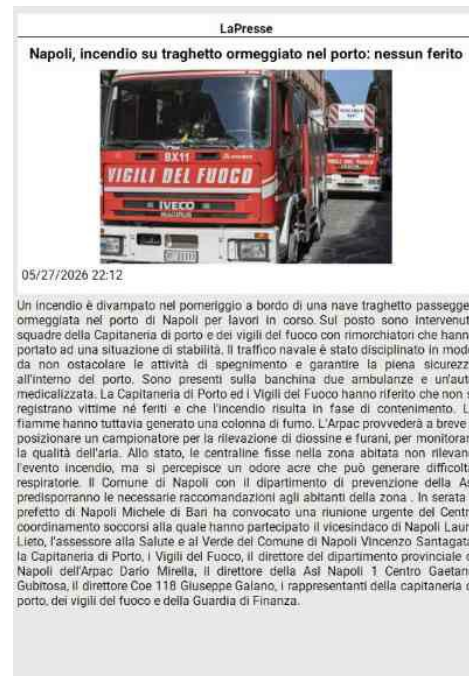 LaPresse
Napoli, incendio su traghetto ormeggiato nel porto: nessun ferito
BX11
VIGILI DEL FUOCO
IVECO
MAGIRUS
05/27/2026 22:12
Un incendio è divampato nel pomeriggio a bordo di una nave traghetto passegge
ormeggiata nel porto di Napoli per lavori in corso. Sul posto sono intervenut
squadre della Capitaneria di porto e dei vigili del fuoco con rimorchiatori che hann
portato ad una situazione di stabilità. Il traffico navale è stato disciplinato in mod
da non ostacolare le attività di spegnimento e garantire la piena sicurezz
all'interno del porto. Sono presenti sulla banchina due ambulanze e un'aut
medicalizzata. La Capitaneria di Porto ed i Vigili del Fuoco hanno riferito che non s
registrano vittime né feriti e che l'incendio risulta in fase di contenimento. L
fiamme hanno tuttavia generato una colonna di fumo. L'Arpac provvederà a breve
posizionare un campionatore per la rilevazione di diossine e furani, per monitorar
la qualità dell'aria. Allo stato, le centraline fisse nella zona abitata non rilevan
l'evento incendio, ma si percepisce un odore acre che può generare difficolt
respiratorie. Il Comune di Napoli con il dipartimento di prevenzione della As
predisporranno le necessarie raccomandazioni agli abitanti della zona . In serata
prefetto di Napoli Michele di Bari ha convocato una riunione urgente del Centr
coordinamento soccorsi alla quale hanno partecipato il vicesindaco di Napoli Laur
Lieto, l'assessore alla Salute e al Verde del Comune di Napoli Vincenzo Santagat
la Capitaneria di Porto, i Vigili del Fuoco, il direttore del dipartimento provinciale d
Napoli dell'Arpac Dario Mirella, il direttore della Asl Napoli 1 Centro Gaetan
Gubitosa, il direttore Coe 118 Giuseppe Galano, i rappresentanti della capitaneria d
porto, dei vigili del fuoco e della Guardia di Finanza.